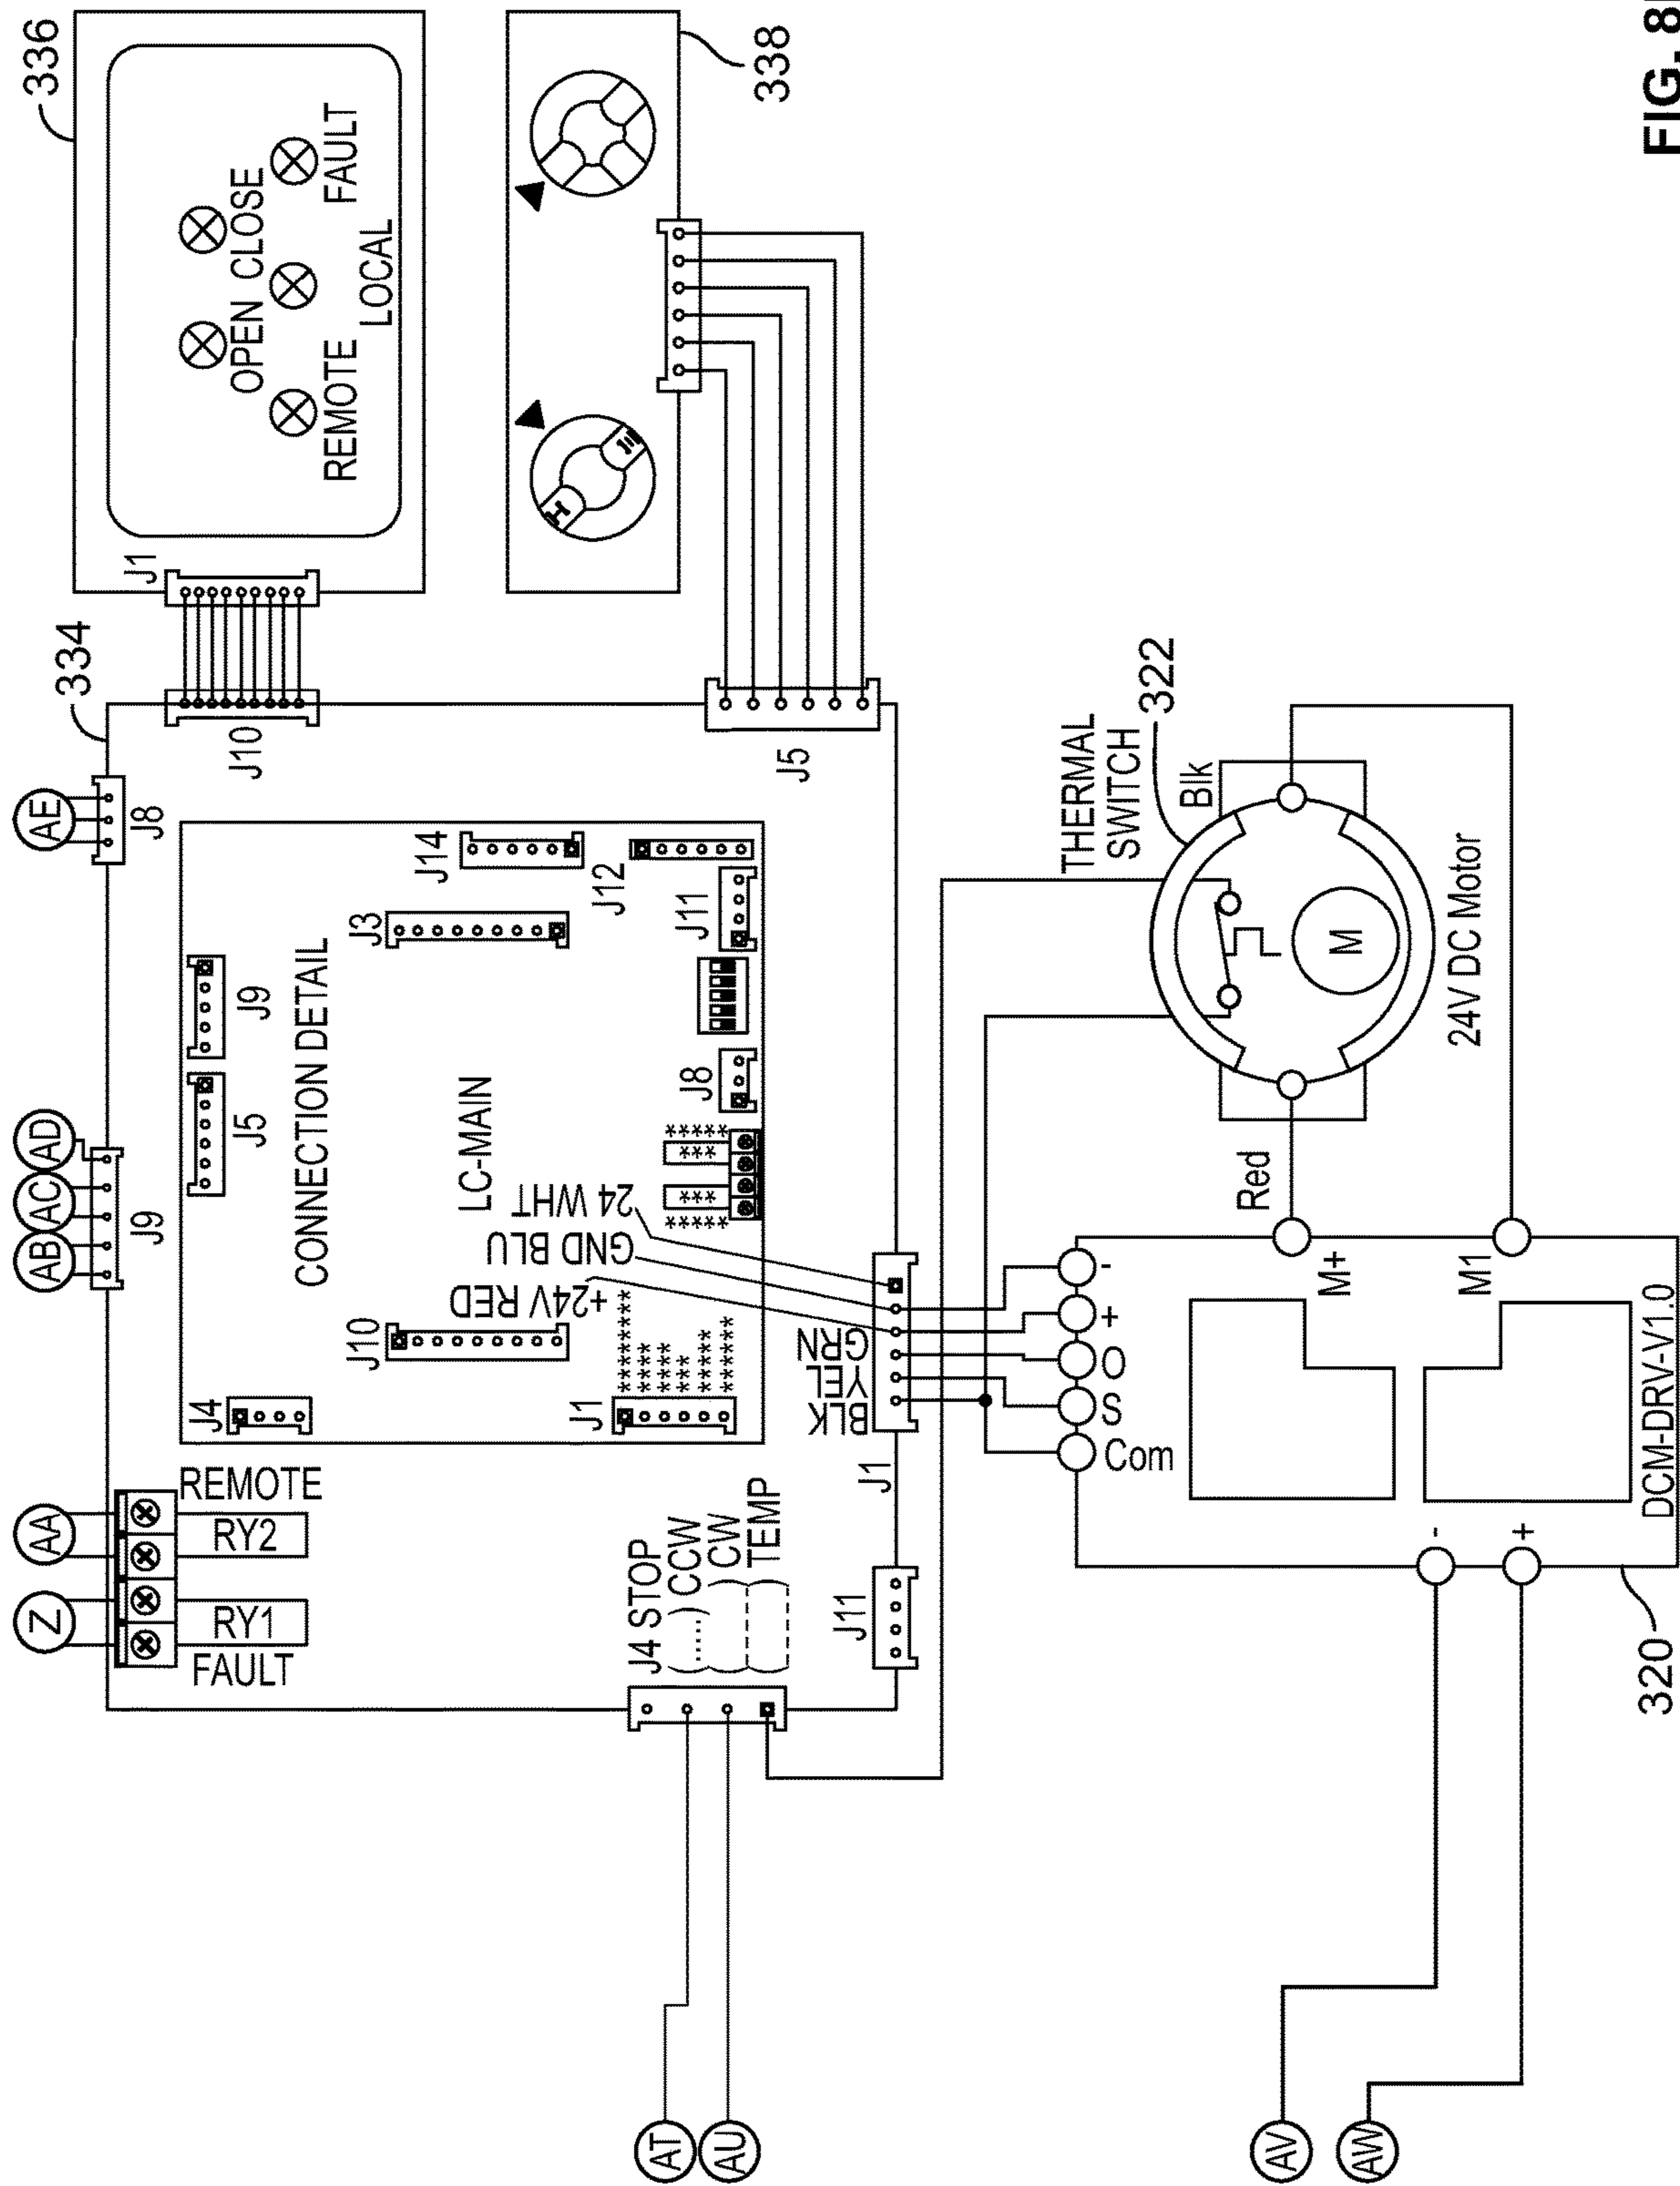 336
J1
OPEN CLOSE
REMOTE
LOCAL
FAULT
338
334
AE
J8
J10
J5
AB
AC
AD
J9
AA
Z
REMOTE
RY2
RY1
FAULT
CONNECTION DETAIL
LC-MAIN
J4
J10
J1
*********
*****
****
***
*****
*******
J5
J9
J3
J14
J12
J11
J8
*****
***
***
*****
24 WHT
GND BLU
+24V RED
GRN
YEL
BLK
J1
J4 STOP
CCW
CW
TEMP
J11
AT
AU
THERMAL
SWITCH
322
Blk
M
24V DC Motor
Red
M+
M1
-
+
O
S
Com
DCM-DRV-V1.0
-
+
320
AV
AW